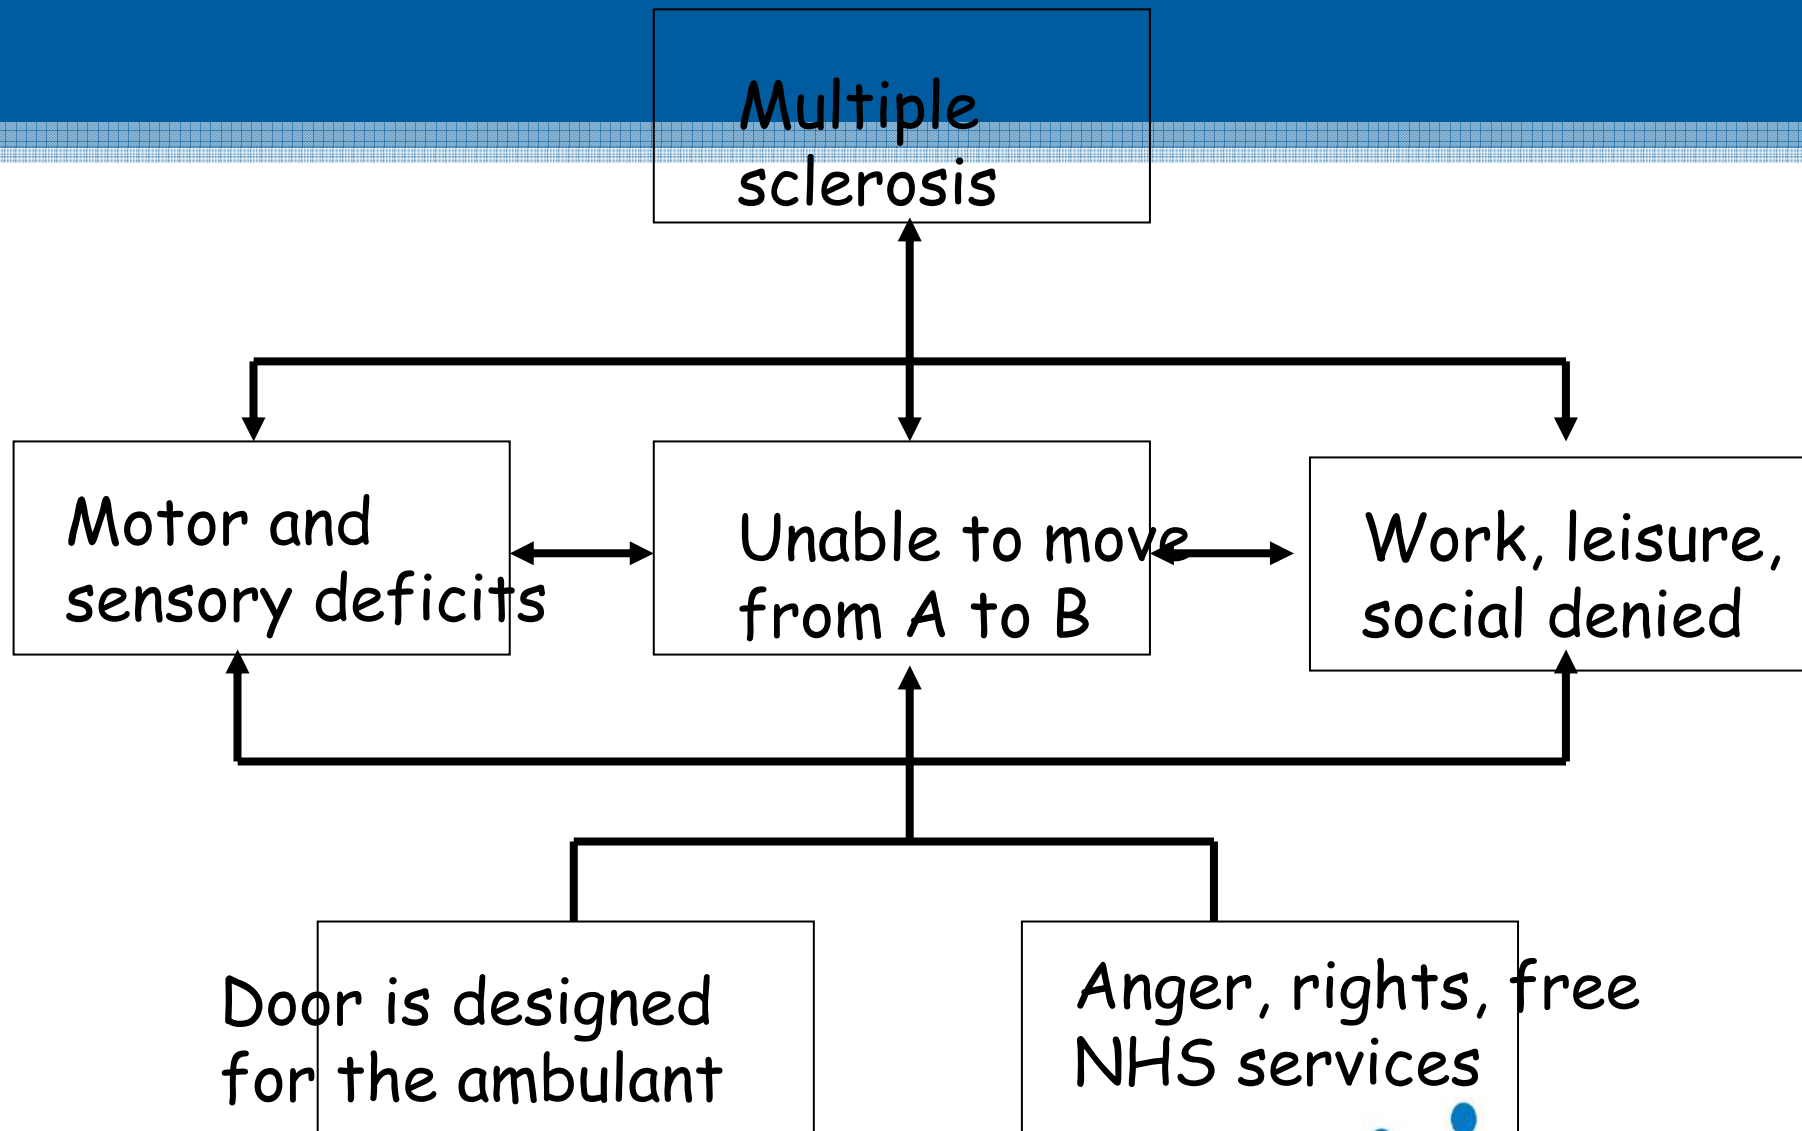 Multiple
sclerosis
Motor and
sensory deficits
Unable to move
from A to B
Work, leisure,
social denied
Door is designed
for the ambulant
Anger, rights, free
NHS services